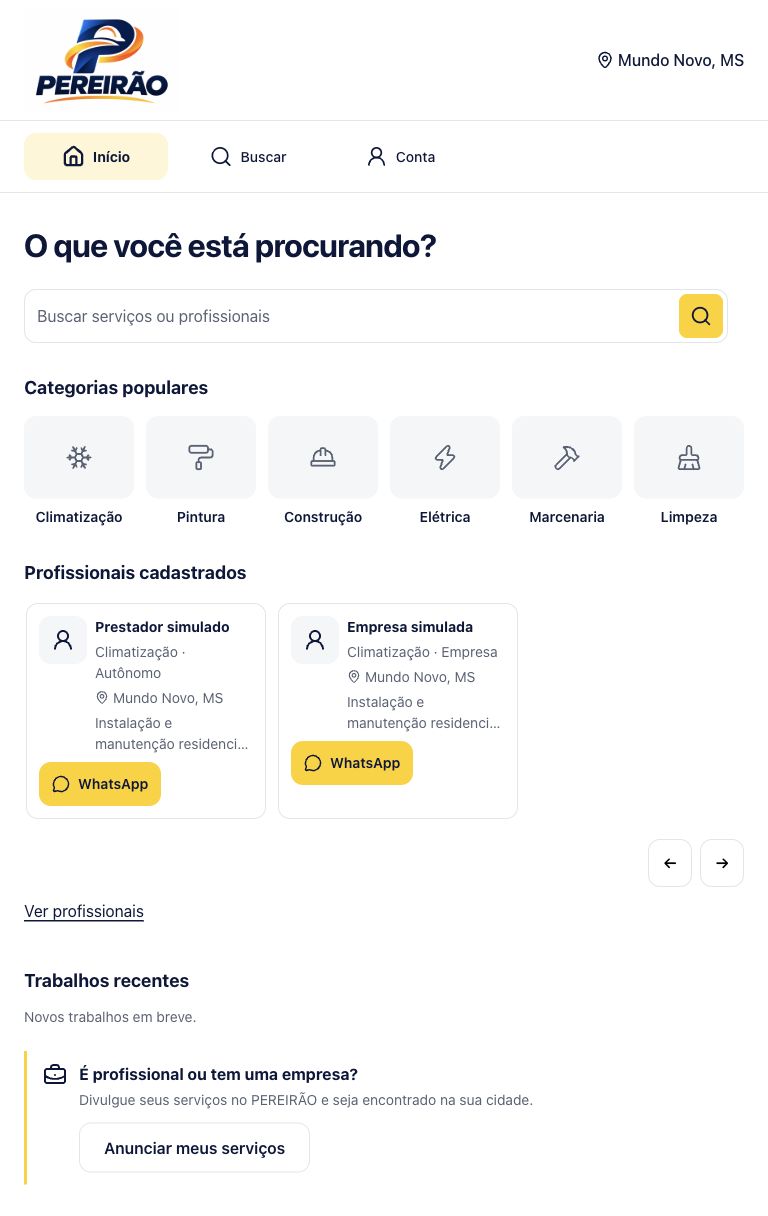 PEREIRÃO
Mundo Novo, MS
Início
Buscar
Conta
O que você está procurando?
Buscar serviços ou profissionais
Categorias populares
Climatização
Pintura
Construção
Elétrica
Marcenaria
Limpeza
Profissionais cadastrados
Prestador simulado
Climatização ·
Autônomo
Mundo Novo, MS
Instalação e
manutenção residenci...
WhatsApp
Empresa simulada
Climatização · Empresa
Mundo Novo, MS
Instalação e
manutenção residenci...
WhatsApp
Ver profissionais
Trabalhos recentes
Novos trabalhos em breve.
É profissional ou tem uma empresa?
Divulgue seus serviços no PEREIRÃO e seja encontrado na sua cidade.
Anunciar meus serviços